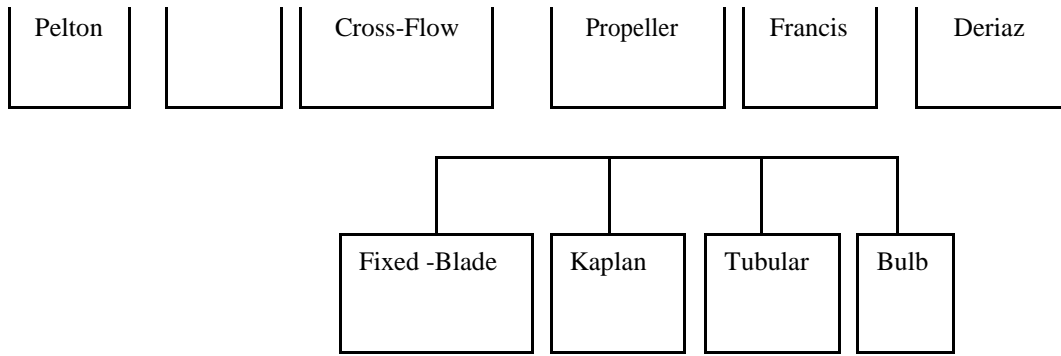 Pelton Cross-Flow Propeller Francis Deriaz
Fixed -Blade Kaplan Tubular Bulb